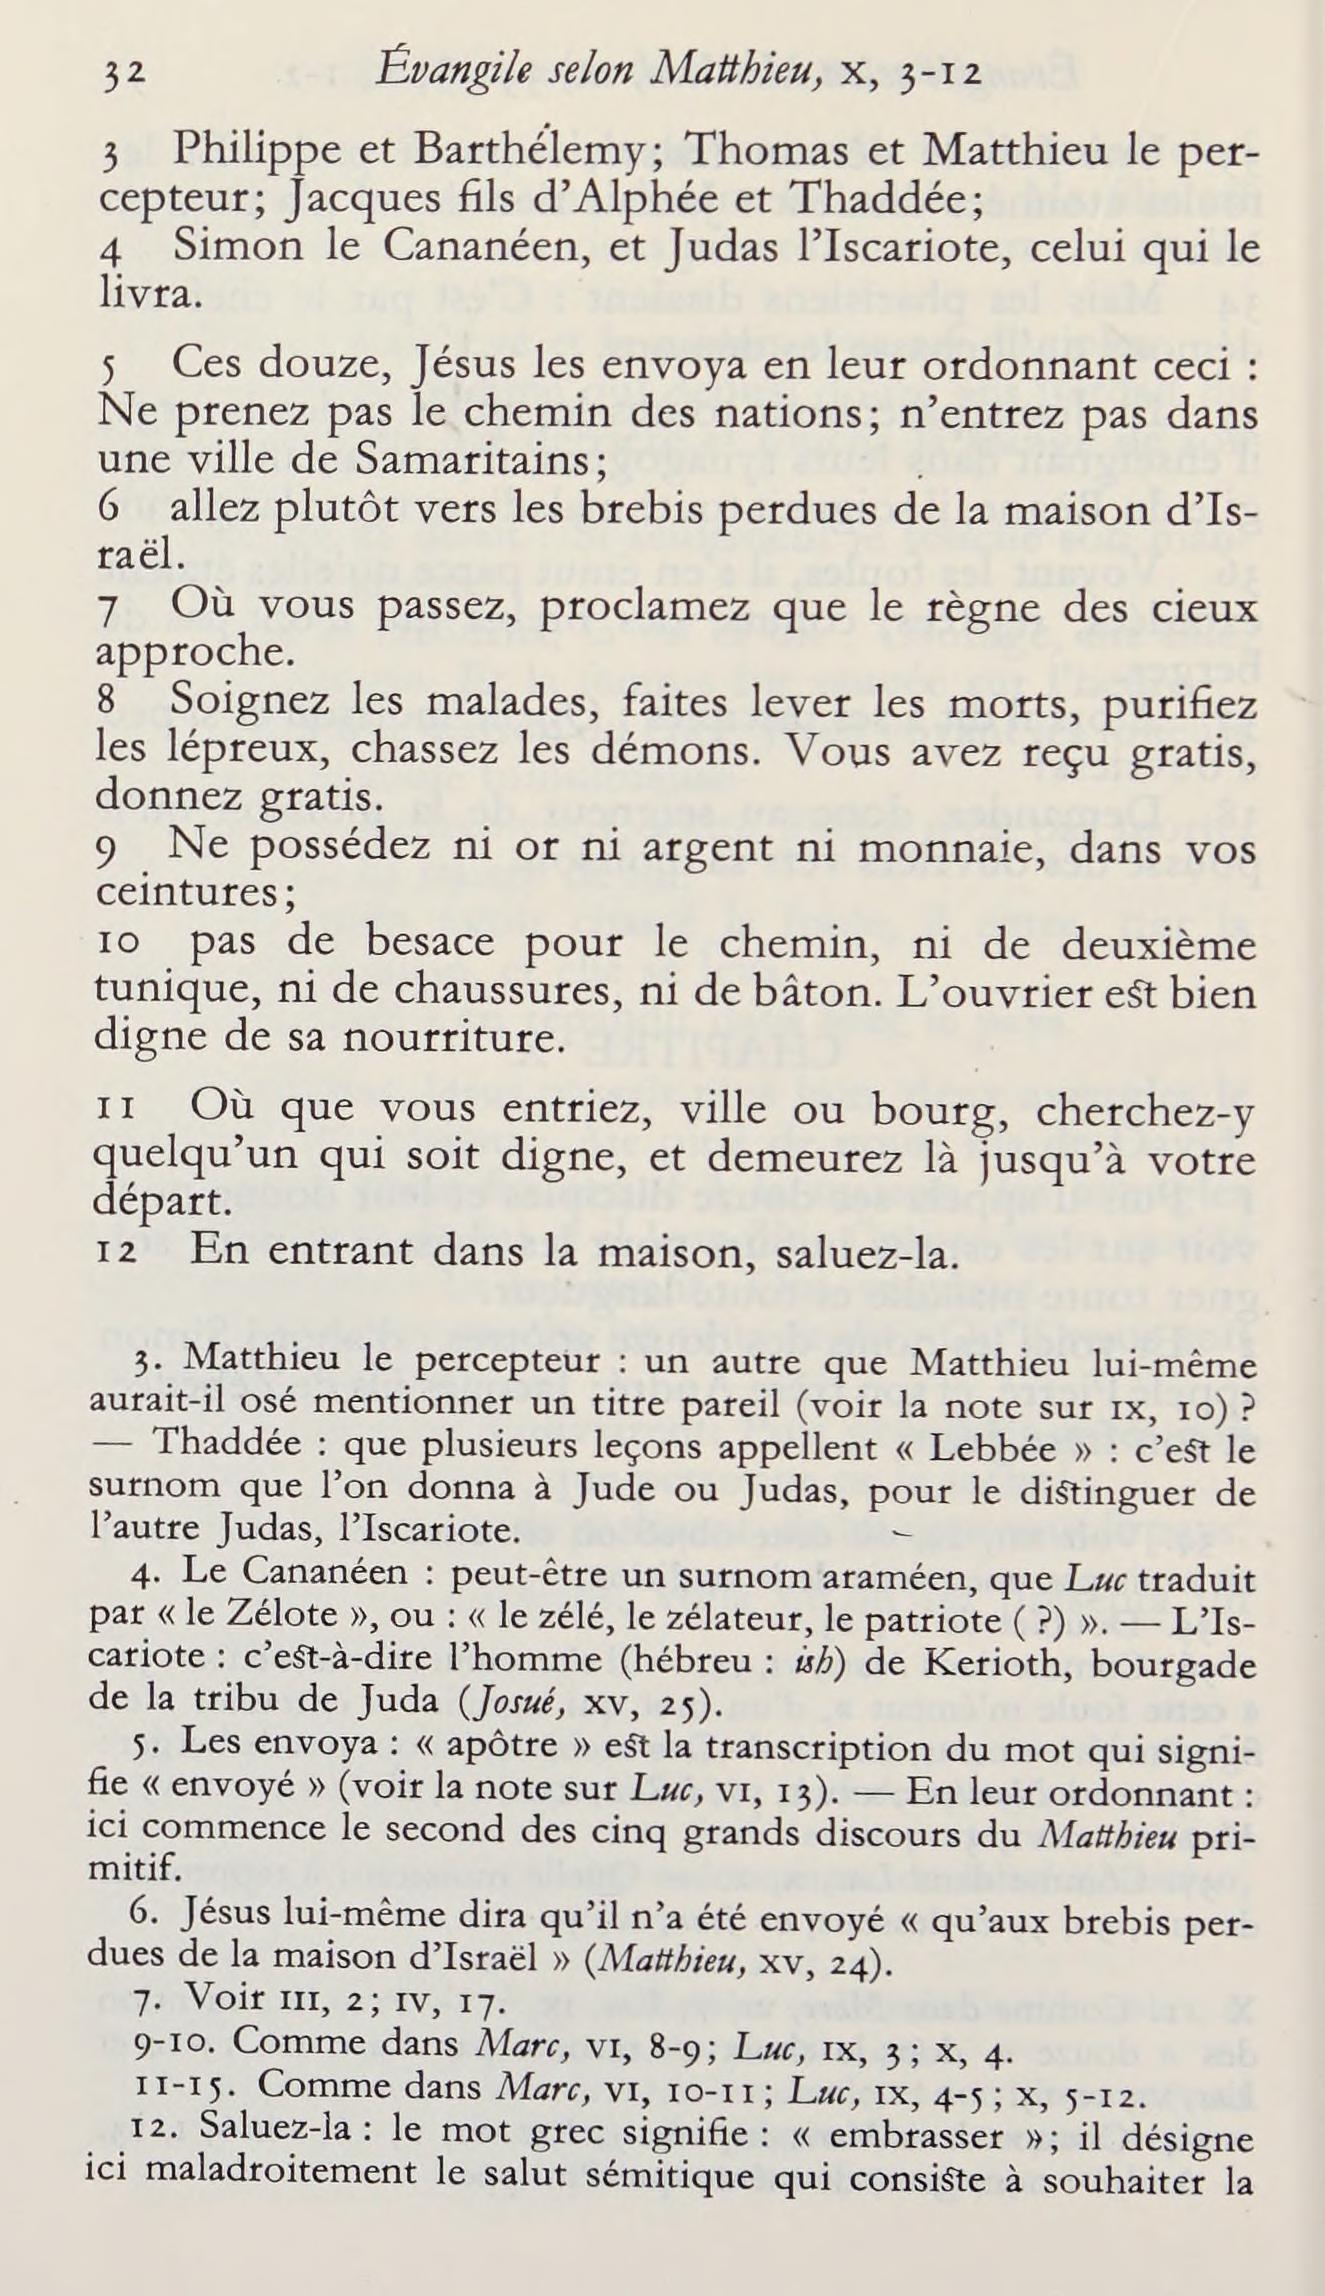 32 Évangile selon Matthieu, X, 3-12
3 Philippe et Barthélemy; Thomas et Matthieu le per-
cepteur; Jacques fils d'Alphée et Thaddée;
4 Simon le Cananéen, et Judas l'Iscariote, celui qui le
livra.
5 Ces douze, Jésus les envoya en leur ordonnant ceci :
Ne prenez pas le chemin des nations; n'entrez pas dans
une ville de Samaritains;
6 allez plutôt vers les brebis perdues de la maison d'Is-
raël.
7 Où vous passez, proclamez que le règne des cieux
approche.
8 Soignez les malades, faites lever les morts, purifiez
les lépreux, chassez les démons. Vous avez reçu gratis,
donnez gratis.
9 Ne possédez ni or ni argent ni monnaie, dans vos
ceintures;
10 pas de besace pour le chemin, ni de deuxième
tunique, ni de chaussures, ni de bâton. L'ouvrier est bien
digne de sa nourriture.
11 Où que vous entriez, ville ou bourg, cherchez-y
quelqu'un qui soit digne, et demeurez là jusqu'à votre
départ.
12 En entrant dans la maison, saluez-la.
3. Matthieu le percepteur : un autre que Matthieu lui-même
aurait-il osé mentionner un titre pareil (voir la note sur IX, 10) ?
— Thaddée : que plusieurs leçons appellent « Lebbée » : c'est le
surnom que l'on donna à Jude ou Judas, pour le distinguer de
l'autre Judas, l'Iscariote.
4. Le Cananéen : peut-être un surnom araméen, que Luc traduit
par « le Zélote », ou : « le zélé, le zélateur, le patriote ( ?) ». — L'Is-
cariote : c'est-à-dire l'homme (hébreu : ish) de Kerioth, bourgade
de la tribu de Juda (Josué, XV, 25).
5. Les envoya : « apôtre » est la transcription du mot qui signi-
fie « envoyé » (voir la note sur Luc, VI, 13). — En leur ordonnant :
ici commence le second des cinq grands discours du Matthieu pri-
mitif.
6. Jésus lui-même dira qu'il n'a été envoyé « qu'aux brebis per-
dues de la maison d'Israël » (Matthieu, XV, 24).
7. Voir III, 2; IV, 17.
9-10. Comme dans Marc, VI, 8-9; Luc, IX, 3; X, 4.
11-15. Comme dans Marc, VI, 10-11; Luc, IX, 4-5; X, 5-12.
12. Saluez-la : le mot grec signifie : « embrasser »; il désigne
ici maladroitement le salut sémitique qui consiste à souhaiter la